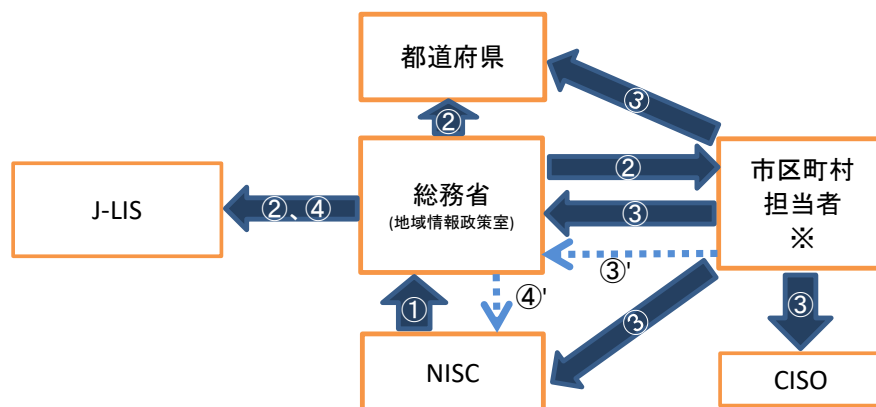 都道府県
③
②
②
総務省
(地域情報政策室)
市区町村
担当者
※
J-LIS
②、④
③
③'
④'
①
③
③
NISC
CISO